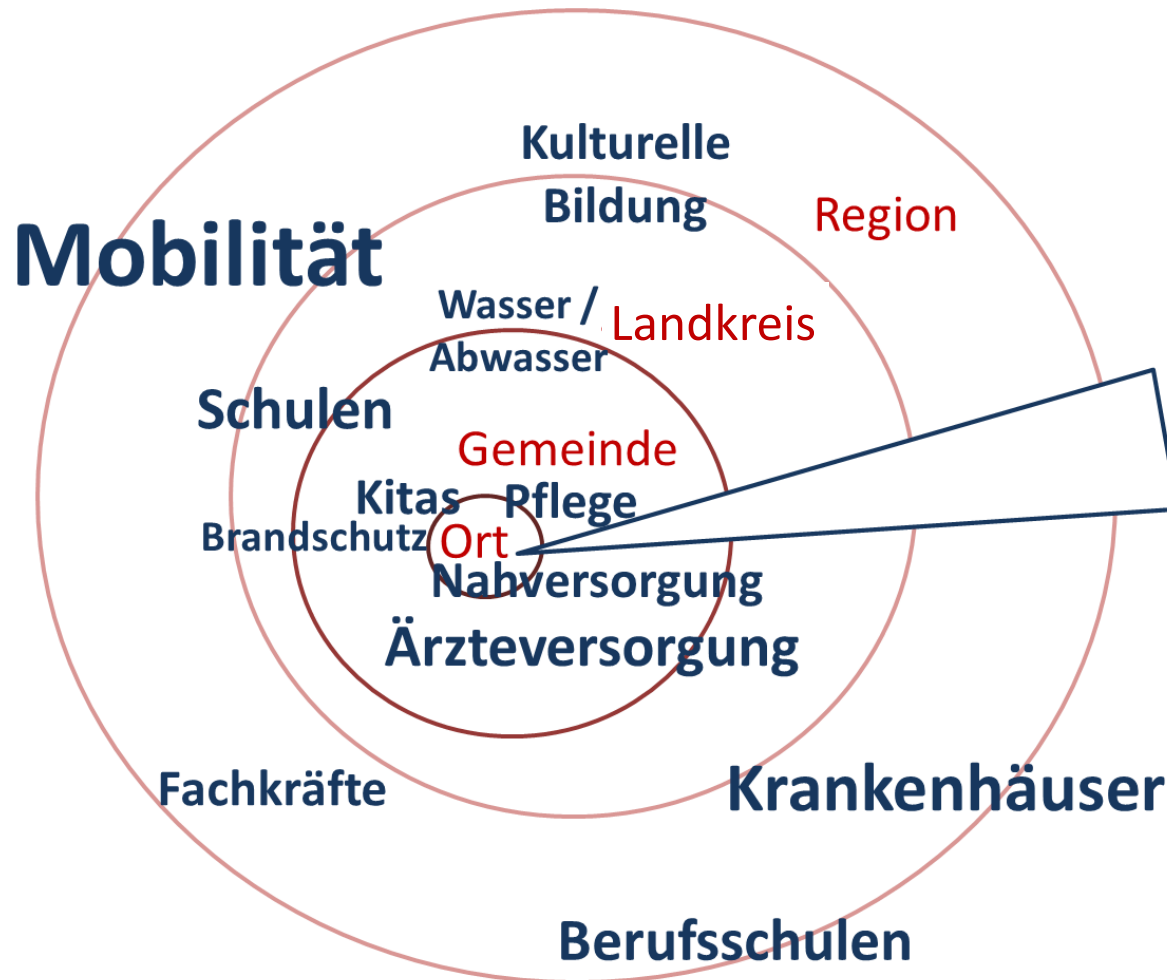 Kulturelle
Bildung
Region
Mobilität
Wasser /
Landkreis
Abwasser
Schulen
Gemeinde
Kitas
Pflege
Brandschutz
Ort
Nahversorgung
Ärzteversorgung
Fachkräfte
Krankenhäuser
Berufsschulen